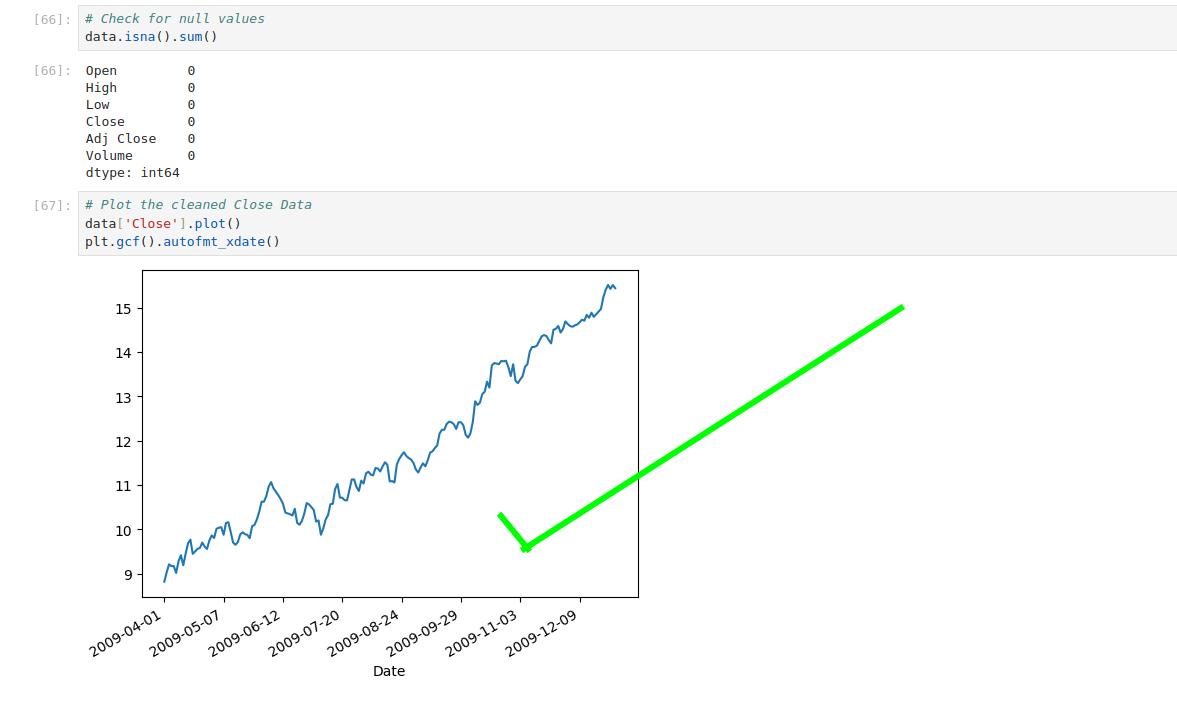 [66]: # Check for null values
data.isna().sum()
[66]: Open 0
High 0
Low 0
Close 0
Adj Close 0
Volume 0
dtype: int64
[67]: # Plot the cleaned Close Data
data['Close'].plot()
plt.gcf().autofmt_xdate()
15
14
13
12
11
10
9
2009-04-01 2009-05-07 2009-06-12 2009-07-20 2009-08-24 2009-09-29 2009-11-03 2009-12-09
Date